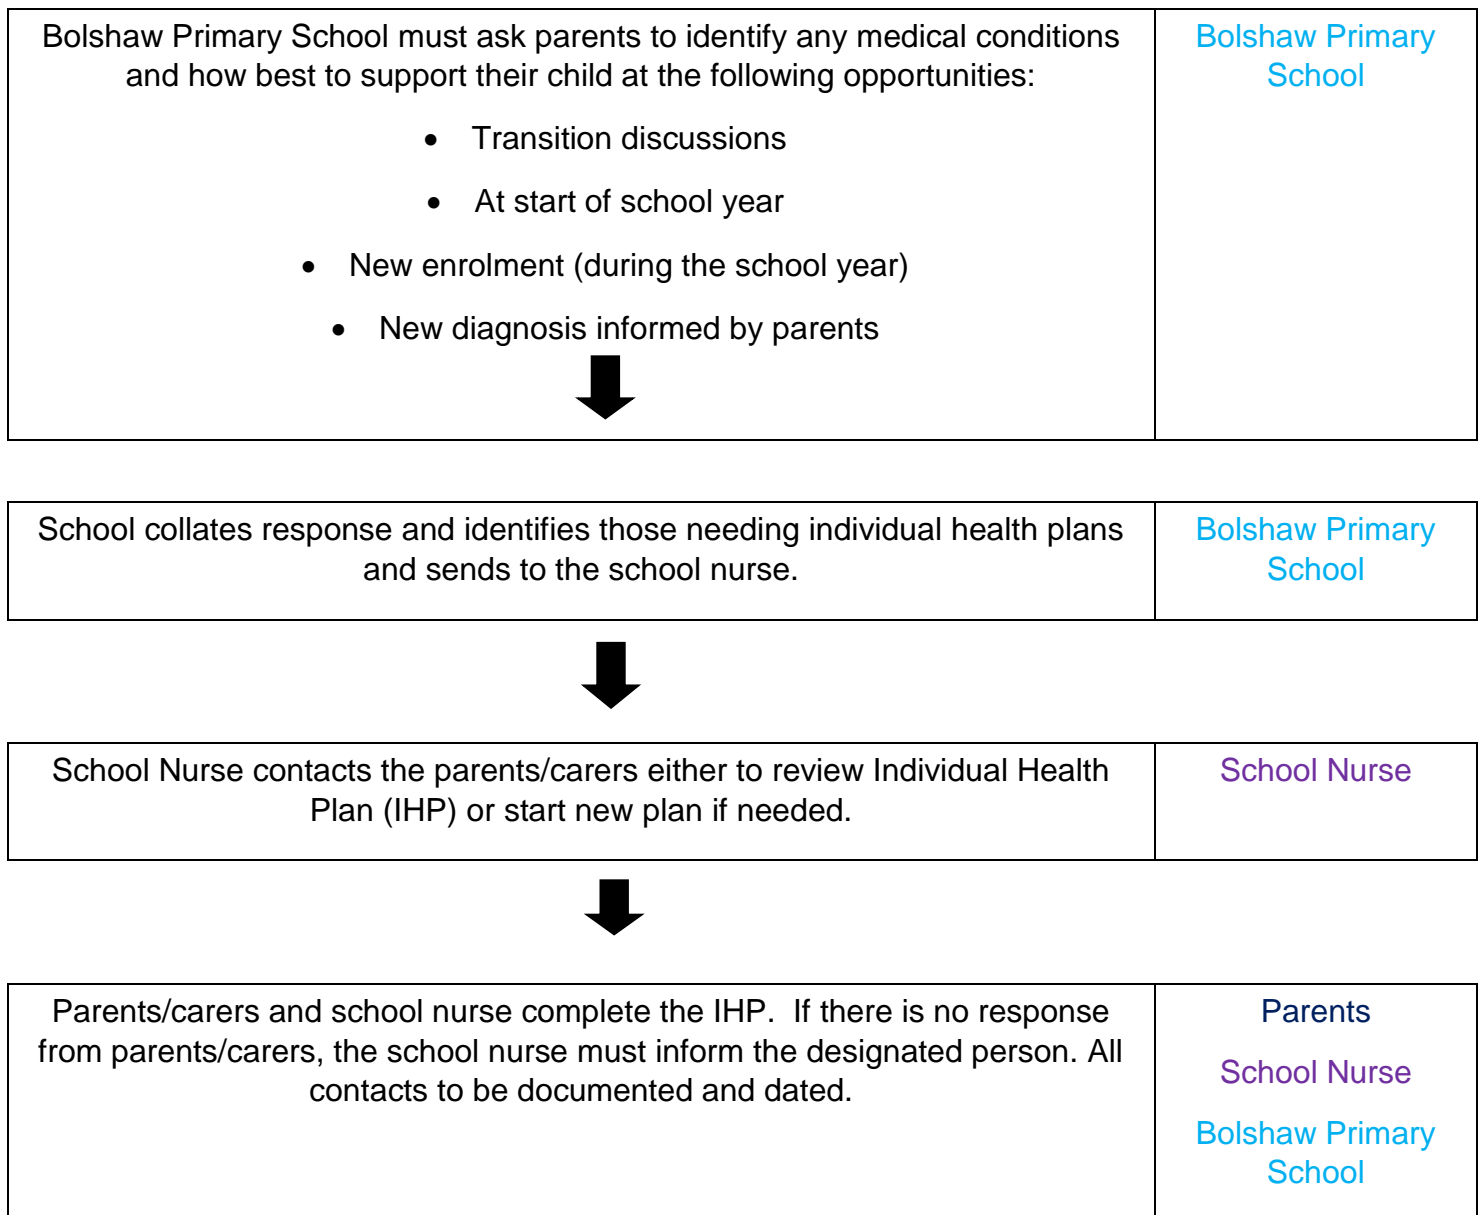 Bolshaw Primary School must ask parents to identify any medical conditions
and how best to support their child at the following opportunities:
• Transition discussions
• At start of school year
• New enrolment (during the school year)
• New diagnosis informed by parents
Bolshaw Primary
School
School collates response and identifies those needing individual health plans
and sends to the school nurse.
Bolshaw Primary
School
School Nurse contacts the parents/carers either to review Individual Health
Plan (IHP) or start new plan if needed.
School Nurse
Parents/carers and school nurse complete the IHP.  If there is no response
from parents/carers, the school nurse must inform the designated person. All
contacts to be documented and dated.
Parents
School Nurse
Bolshaw Primary
School